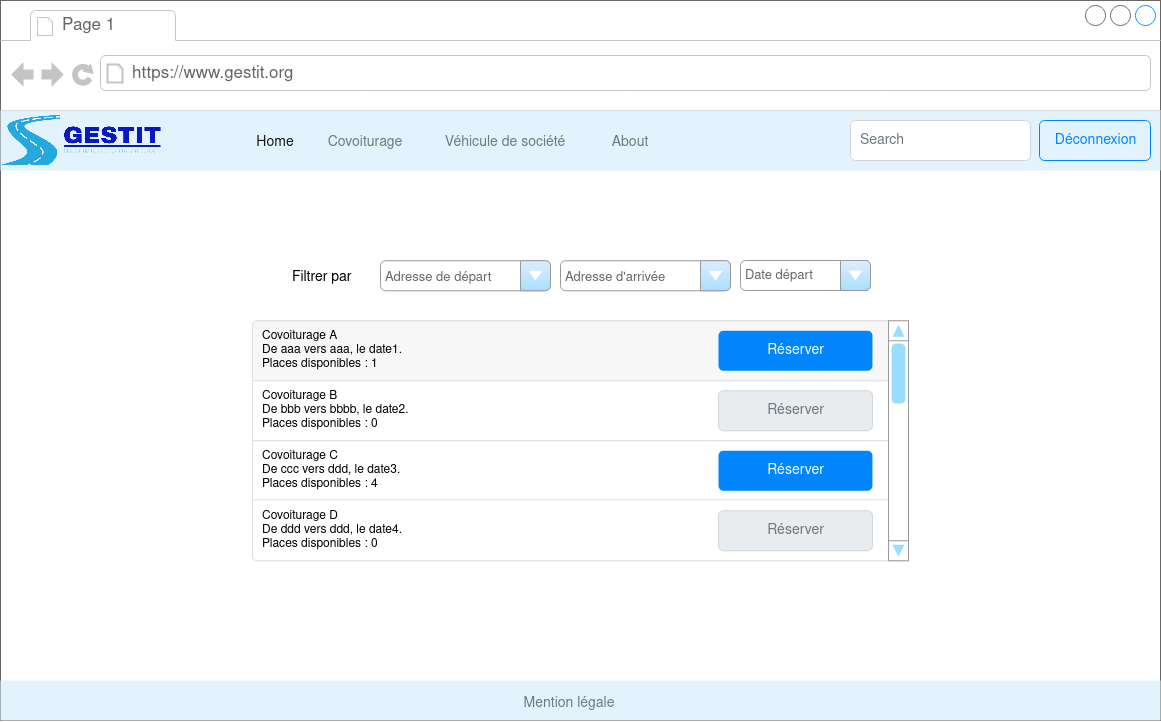 Page 1
https://www.gestit.org
GESTIT
Home Covoiturage Véhicule de société About Search Déconnexion
Filtrer par Adresse de départ Adresse d'arrivée Date départ
Covoiturage A
De aaa vers aaa, le date1.
Places disponibles : 1
Réserver
Covoiturage B
De bbb vers bbbb, le date2.
Places disponibles : 0
Réserver
Covoiturage C
De ccc vers ddd, le date3.
Places disponibles : 4
Réserver
Covoiturage D
De ddd vers ddd, le date4.
Places disponibles : 0
Réserver
Mention légale